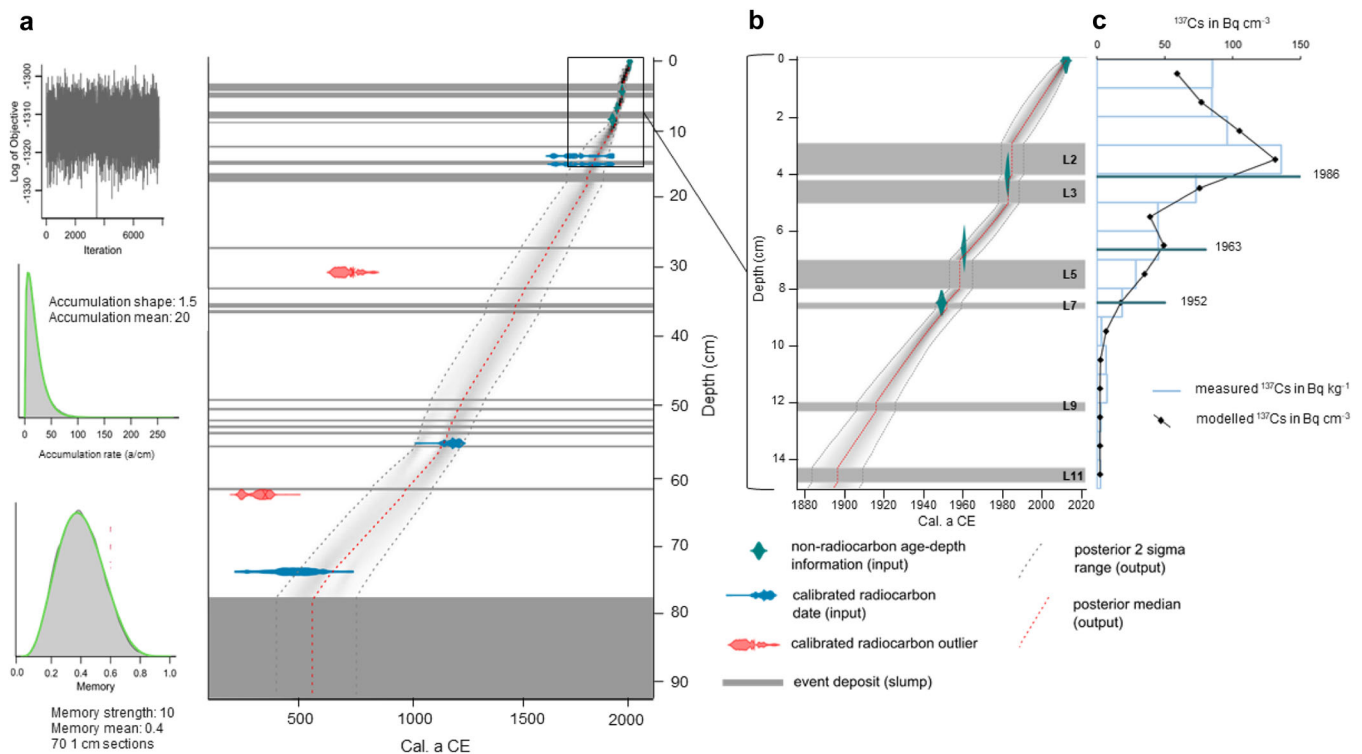 a
-1300
-1310
-1320
-1330
Log of Objective
0
2000
6000
Iteration
Accumulation shape: 1.5
Accumulation mean: 20
0 50 100 150 200 250
Accumulation rate (a/cm)
0.0 0.2 0.4 0.6 0.8 1.0
Memory
Memory strength: 10
Memory mean: 0.4
70 1 cm sections
0
10
20
30
40
50
60
70
80
90
Depth (cm)
500 1000 1500 2000
Cal. a CE
b
0
2
4
6
8
10
12
14
Depth (cm)
L2
L3
L5
L7
L9
L11
1880 1900 1920 1940 1960 1980 2000 2020
Cal. a CE
c
¹³⁷Cs in Bq cm⁻³
0 50 100 150
1986
1963
1952
measured ¹³⁷Cs in Bq kg⁻¹
modelled ¹³⁷Cs in Bq cm⁻³
non-radiocarbon age-depth
information (input)
calibrated radiocarbon
date (input)
calibrated radiocarbon outlier
event deposit (slump)
posterior 2 sigma
range (output)
posterior median
(output)